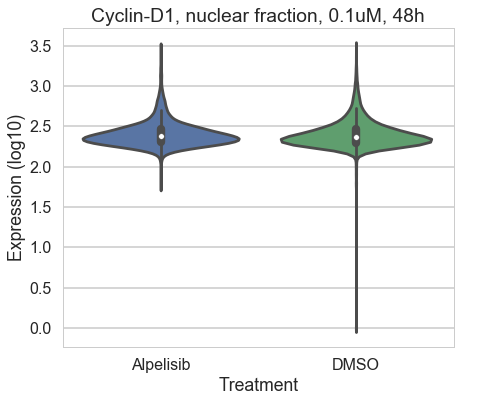 Cyclin-D1, nuclear fraction, 0.1uM, 48h
Expression (log10)
3.5
3.0
2.5
2.0
1.5
1.0
0.5
0.0
Alpelisib DMSO
Treatment